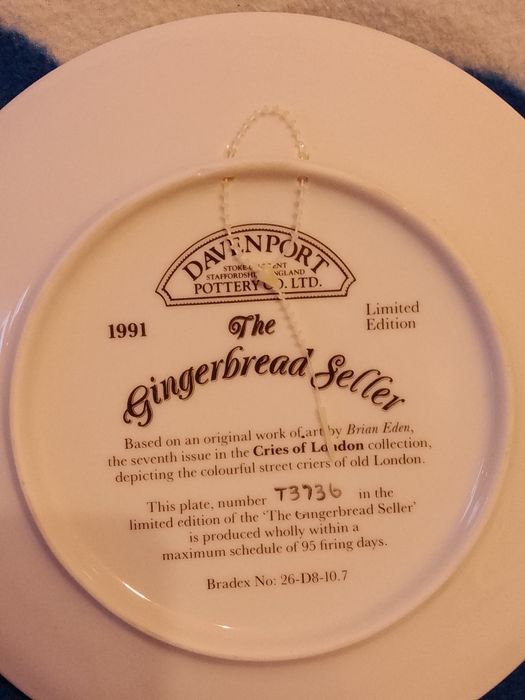 DAVENPORT
STOKE-ON-TRENT
STAFFORDSHIRE ENGLAND
POTTERY CO. LTD.
1991
Limited
Edition
The
Gingerbread Seller
Based on an original work of art by Brian Eden,
the seventh issue in the Cries of London collection,
depicting the colourful street criers of old London.
This plate, number T3736 in the
limited edition of the 'The Gingerbread Seller'
is produced wholly within a
maximum schedule of 95 firing days.
Bradex No: 26-D8-10.7